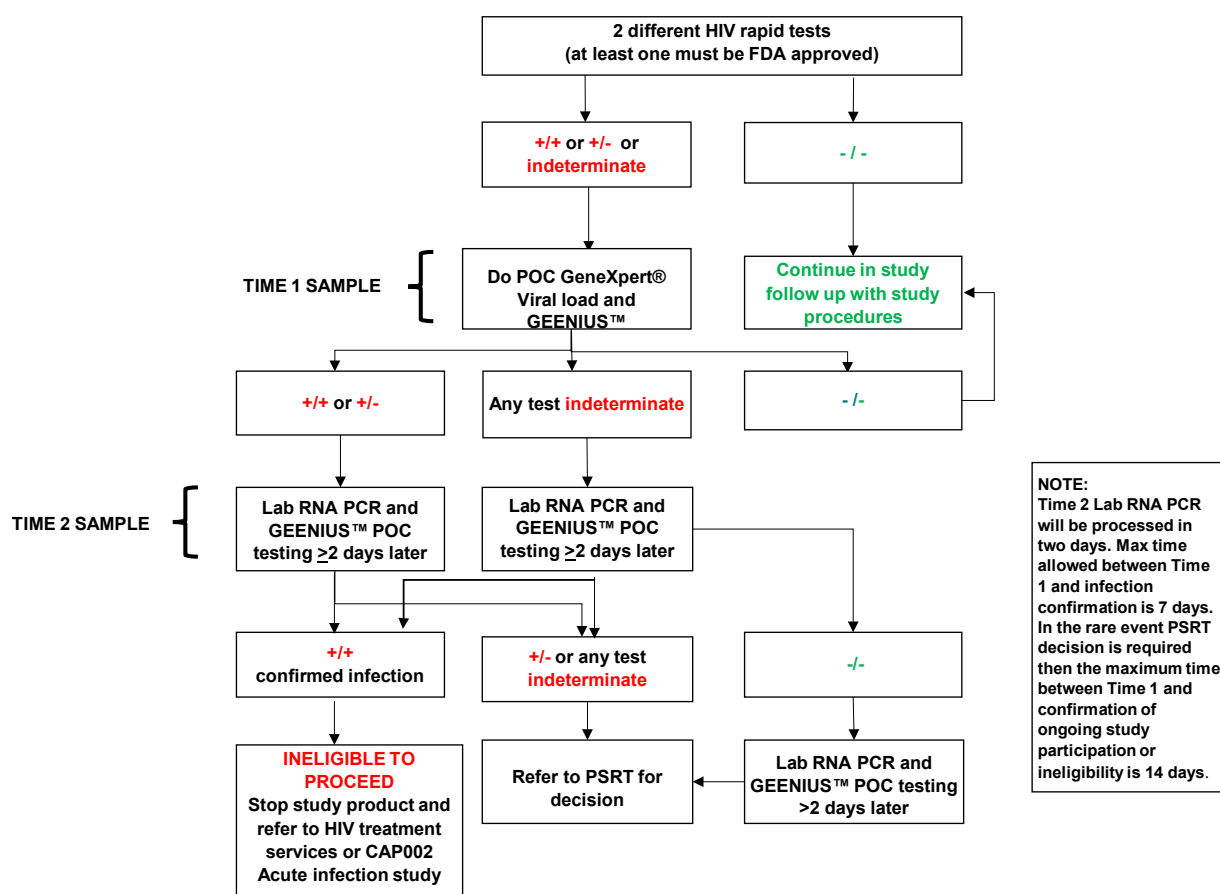 2 different HIV rapid tests
(at least one must be FDA approved)
+/+ or +/- or
indeterminate
- / -
TIME 1 SAMPLE
Do POC GeneXpert®
Viral load and
GEENIUS™
Continue in study
follow up with study
procedures
+/+ or +/-
Any test indeterminate
- /-
TIME 2 SAMPLE
Lab RNA PCR and
GEENIUS™ POC
testing >2 days later
Lab RNA PCR and
GEENIUS™ POC
testing >2 days later
NOTE:
Time 2 Lab RNA PCR
will be processed in
two days. Max time
allowed between Time
1 and infection
confirmation is 7 days.
In the rare event PSRT
decision is required
then the maximum time
between Time 1 and
confirmation of
ongoing study
participation or
ineligibility is 14 days.
+/+
confirmed infection
+/- or any test
indeterminate
-/-
INELIGIBLE TO
PROCEED
Stop study product and
refer to HIV treatment
services or CAP002
Acute infection study
Refer to PSRT for
decision
Lab RNA PCR and
GEENIUS™ POC testing
>2 days later